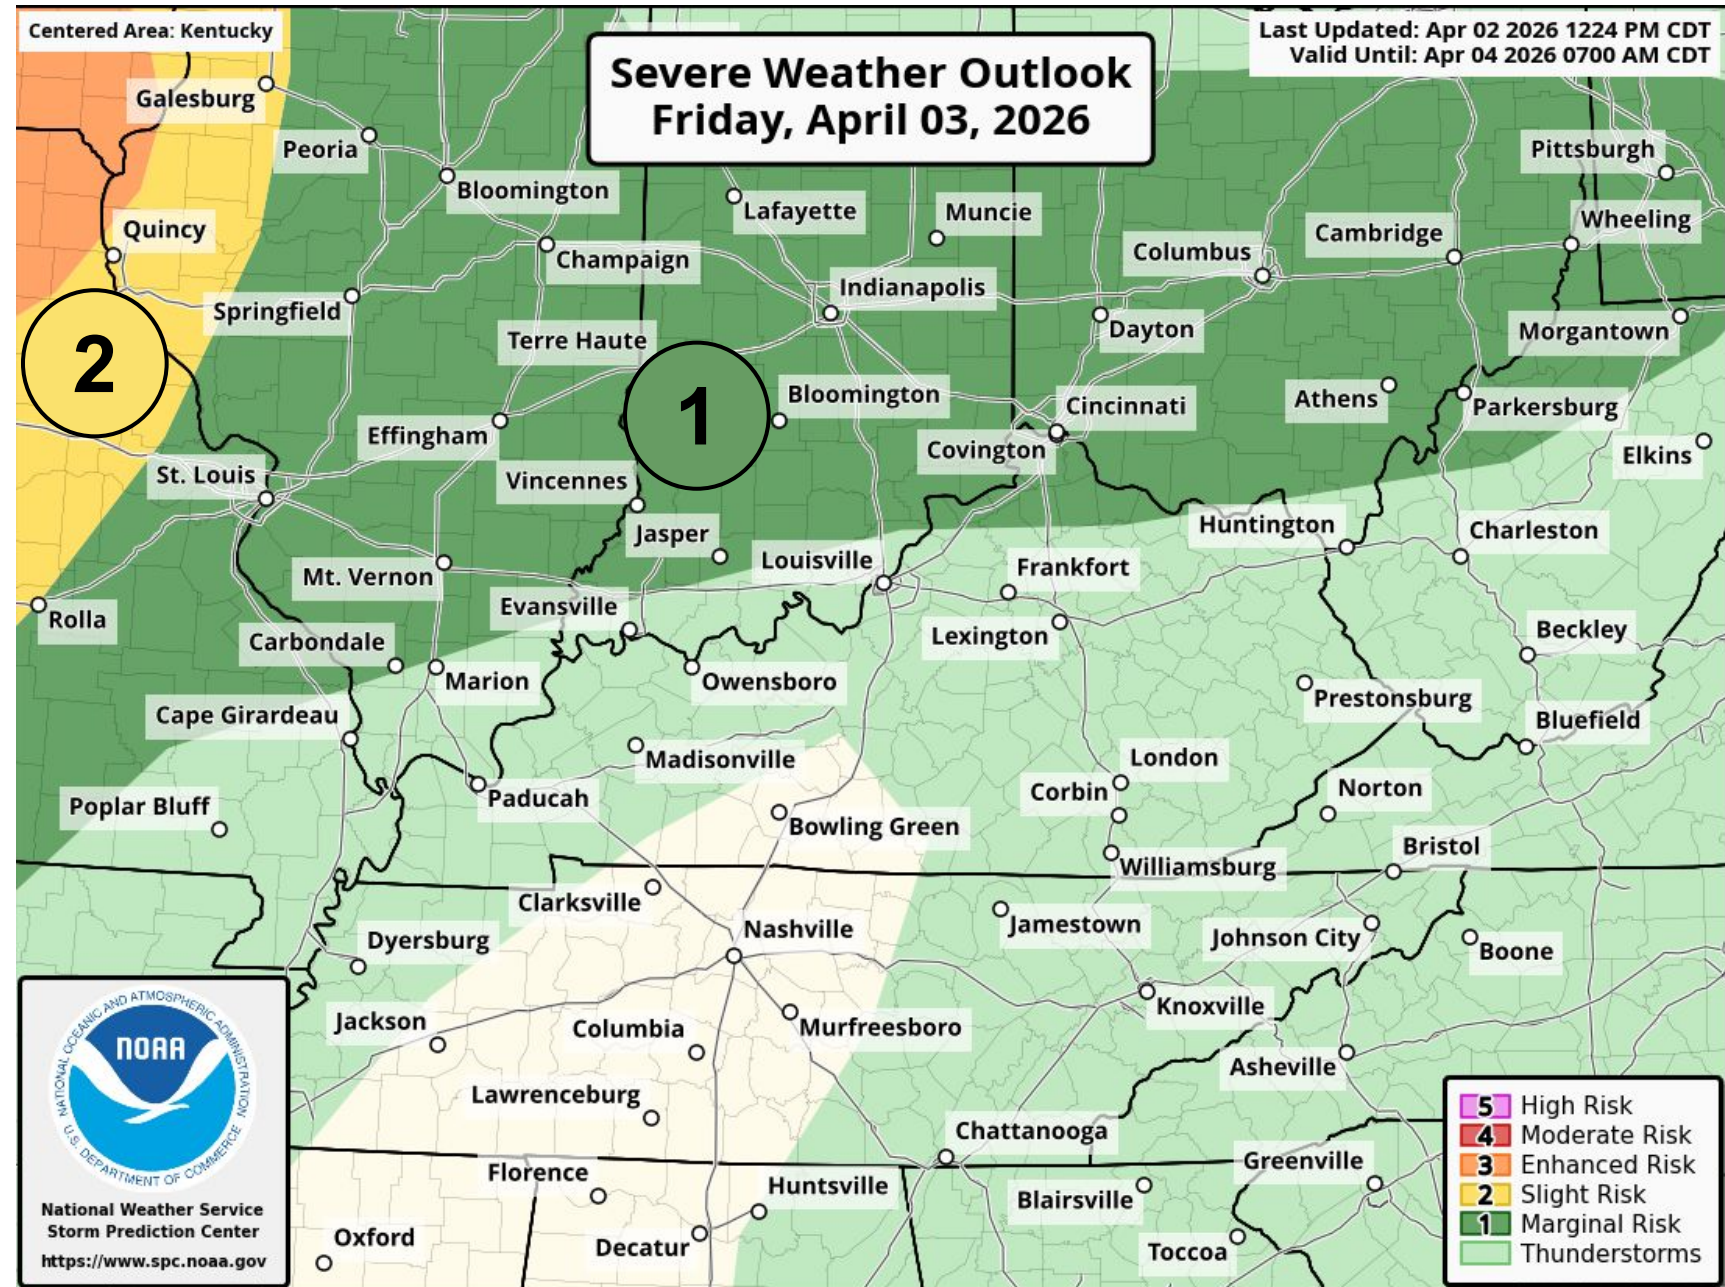 Centered Area: Kentucky
Last Updated: Apr 02 2026 1224 PM CDT
Valid Until: Apr 04 2026 0700 AM CDT
Severe Weather Outlook
Friday, April 03, 2026
Galesburg
Peoria
Bloomington
Pittsburgh
Lafayette
Muncie
Quincy
Champaign
Columbus
Cambridge
Wheeling
Springfield
Indianapolis
Terre Haute
Dayton
Morgantown
2
1
Bloomington
Cincinnati
Athens
Parkersburg
Effingham
Covington
Elkins
St. Louis
Vincennes
Jasper
Huntington
Charleston
Mt. Vernon
Louisville
Frankfort
Rolla
Evansville
Lexington
Beckley
Carbondale
Marion
Owensboro
Prestonsburg
Cape Girardeau
Bluefield
Madisonville
London
Poplar Bluff
Paducah
Corbin
Norton
Bowling Green
Bristol
Williamsburg
Clarksville
Nashville
Jamestown
Johnson City
Boone
Dyersburg
Knoxville
Jackson
Columbia
Murfreesboro
Asheville
Lawrenceburg
Chattanooga
Florence
Huntsville
Blairsville
Greenville
Oxford
Decatur
Toccoa
NATIONAL OCEANIC AND ATMOSPHERIC ADMINISTRATION
NOAA
U.S. DEPARTMENT OF COMMERCE
National Weather Service
Storm Prediction Center
https://www.spc.noaa.gov
5 High Risk
4 Moderate Risk
3 Enhanced Risk
2 Slight Risk
1 Marginal Risk
Thunderstorms